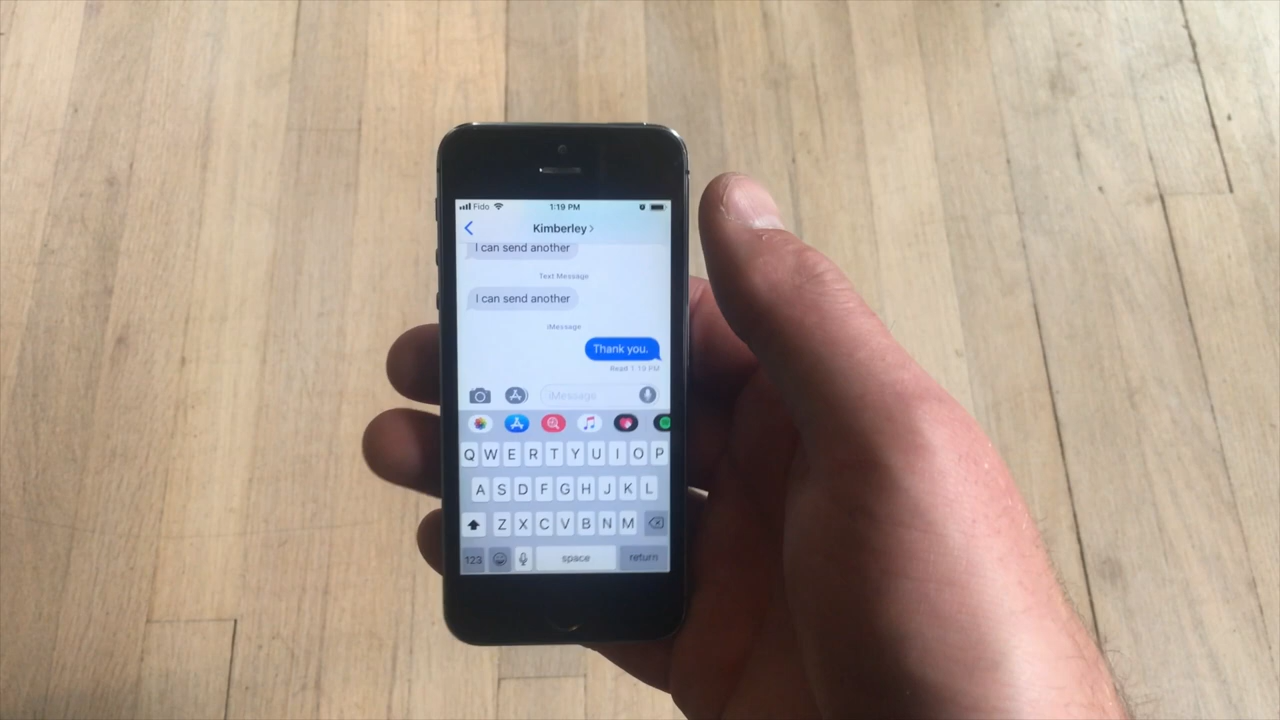 Fido 1:19 PM
Kimberley
I can send another
Text Message
I can send another
iMessage
Thank you.
Read 1:19 PM
iMessage
Q W E R T Y U I O P
A S D F G H J K L
Z X C V B N M
123 space return